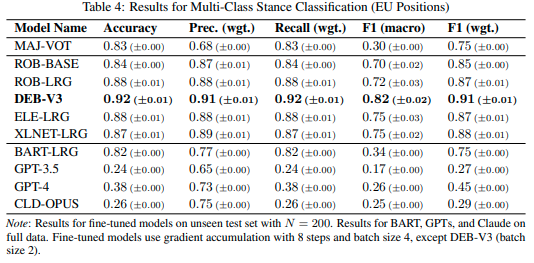 Table 4: Results for Multi-Class Stance Classification (EU Positions)
Model Name Accuracy Prec. (wgt.) Recall (wgt.) F1 (macro) F1 (wgt.)
MAJ-VOT 0.83 (±0.00) 0.68 (±0.00) 0.83 (±0.00) 0.30 (±0.00) 0.75 (±0.00)
ROB-BASE 0.84 (±0.00) 0.87 (±0.01) 0.84 (±0.00) 0.70 (±0.02) 0.85 (±0.00)
ROB-LRG 0.88 (±0.01) 0.88 (±0.01) 0.88 (±0.01) 0.72 (±0.03) 0.87 (±0.01)
DEB-V3 0.92 (±0.01) 0.91 (±0.01) 0.92 (±0.01) 0.82 (±0.02) 0.91 (±0.01)
ELE-LRG 0.88 (±0.01) 0.88 (±0.01) 0.88 (±0.01) 0.75 (±0.03) 0.87 (±0.01)
XLNET-LRG 0.87 (±0.01) 0.89 (±0.01) 0.87 (±0.01) 0.75 (±0.02) 0.88 (±0.01)
BART-LRG 0.82 (±0.00) 0.77 (±0.00) 0.82 (±0.00) 0.34 (±0.00) 0.75 (±0.00)
GPT-3.5 0.24 (±0.00) 0.65 (±0.00) 0.24 (±0.00) 0.17 (±0.00) 0.27 (±0.00)
GPT-4 0.38 (±0.00) 0.73 (±0.00) 0.38 (±0.00) 0.26 (±0.00) 0.45 (±0.00)
CLD-OPUS 0.26 (±0.00) 0.75 (±0.00) 0.26 (±0.00) 0.25 (±0.00) 0.29 (±0.00)
Note: Results for fine-tuned models on unseen test set with N = 200. Results for BART, GPTs, and Claude on
full data. Fine-tuned models use gradient accumulation with 8 steps and batch size 4, except DEB-V3 (batch
size 2).